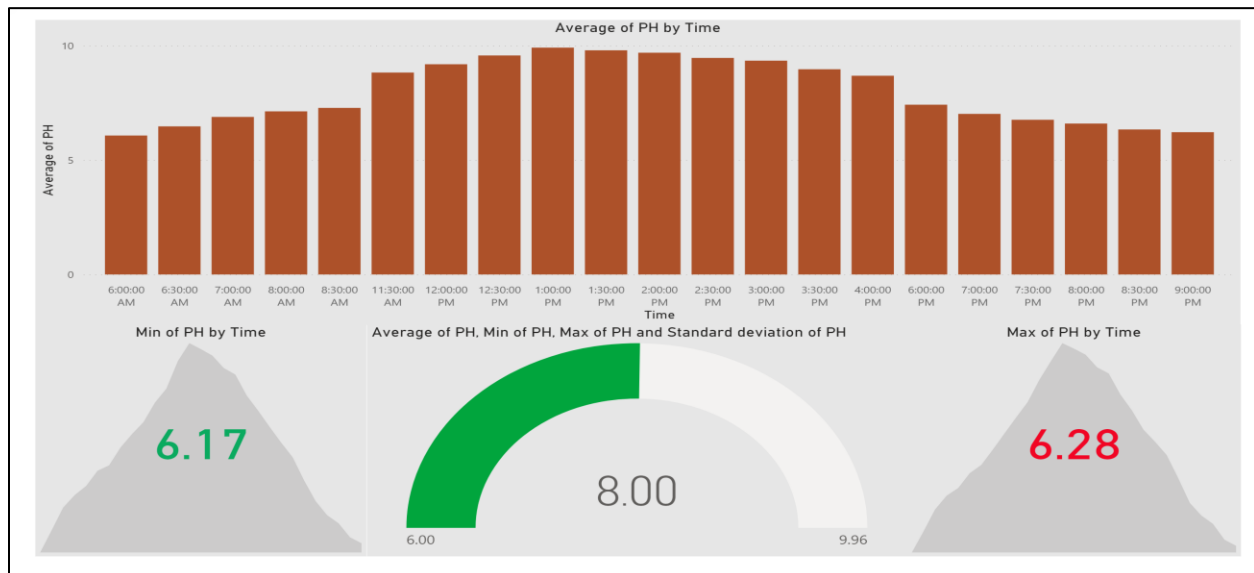 Average of PH by Time
10
5
0
Average of PH
6:00:00 6:30:00 7:00:00 8:00:00 8:30:00 11:30:00 12:00:00 12:30:00 1:00:00 1:30:00 2:00:00 2:30:00 3:00:00 3:30:00 4:00:00 6:00:00 7:00:00 7:30:00 8:00:00 8:30:00 9:00:00
AM AM AM AM AM AM PM PM PM PM PM PM PM PM PM PM PM PM PM PM PM
Time
Min of PH by Time
6.17
Average of PH, Min of PH, Max of PH and Standard deviation of PH
8.00
6.00 9.96
Max of PH by Time
6.28